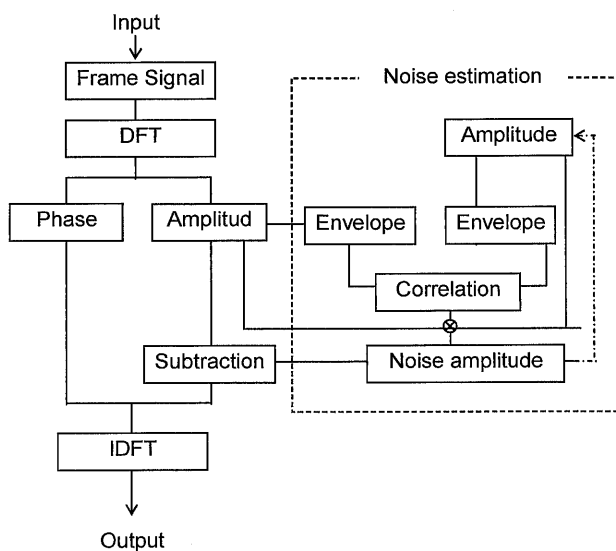 Input
Frame Signal
Noise estimation
DFT
Amplitude
Phase
Amplitud
Envelope
Envelope
Correlation
Subtraction
Noise amplitude
IDFT
Output